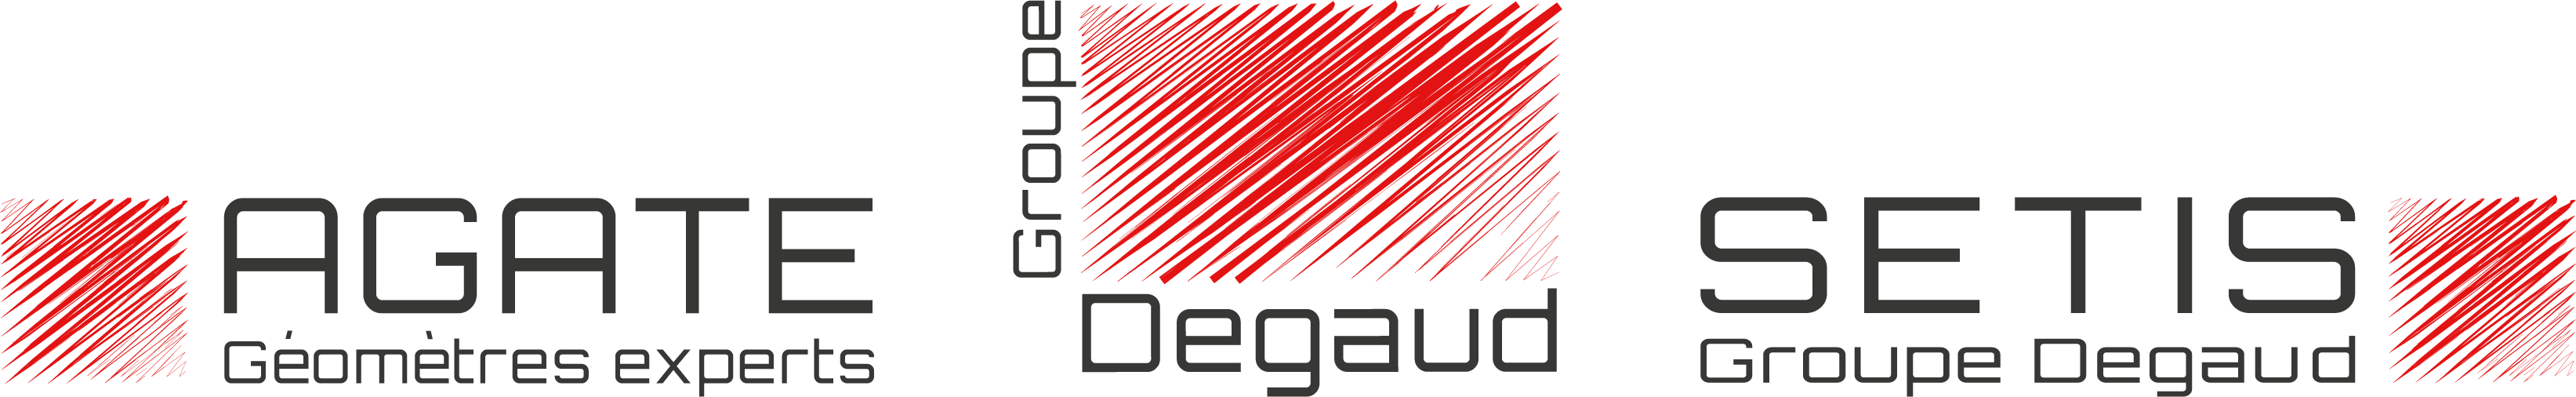 AGATE
Géomètres experts
Groupe
Degaud
SETIS
Groupe Degaud